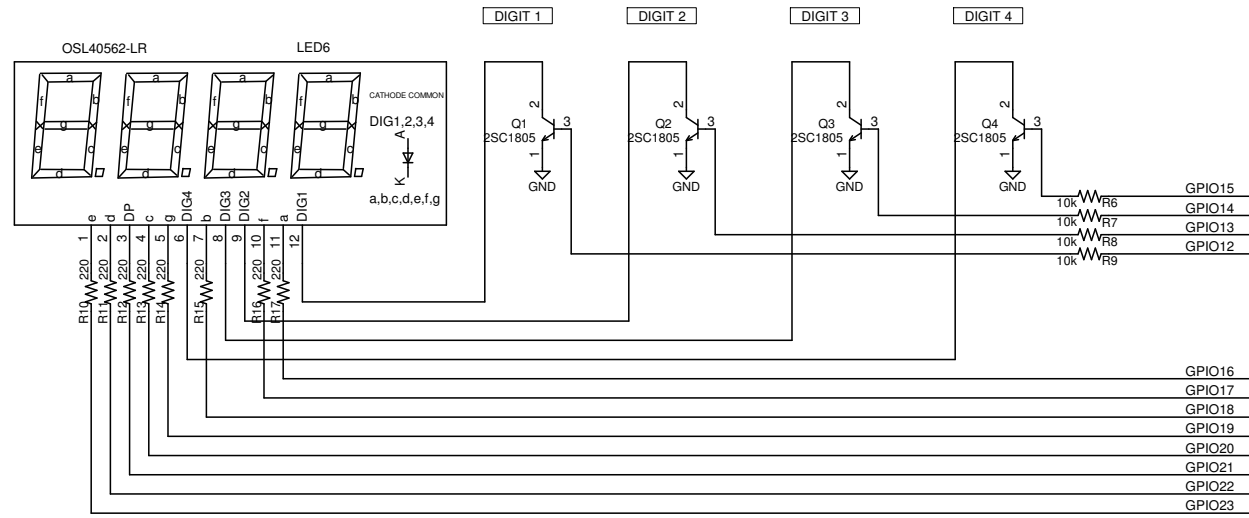 DIGIT 1
DIGIT 2
DIGIT 3
DIGIT 4
OSL40562-LR
LED6
a
b
c
d
e
f
g
a
b
c
d
e
f
g
a
b
c
d
e
f
g
a
b
c
d
e
f
g
CATHODE COMMON
DIG1,2,3,4
A
K
a,b,c,d,e,f,g
e
d
DP
c
g
DIG4
b
DIG3
DIG2
f
a
DIG1
1
2
3
4
5
6
7
8
9
10
11
12
220
220
220
220
220
220
220
220
R10
R11
R12
R13
R14
R15
R16
R17
Q1
2SC1805
2
3
1
GND
Q2
2SC1805
2
3
1
GND
Q3
2SC1805
2
3
1
GND
Q4
2SC1805
2
3
1
GND
10k R6 GPIO15
10k R7 GPIO14
10k R8 GPIO13
10k R9 GPIO12
GPIO16
GPIO17
GPIO18
GPIO19
GPIO20
GPIO21
GPIO22
GPIO23